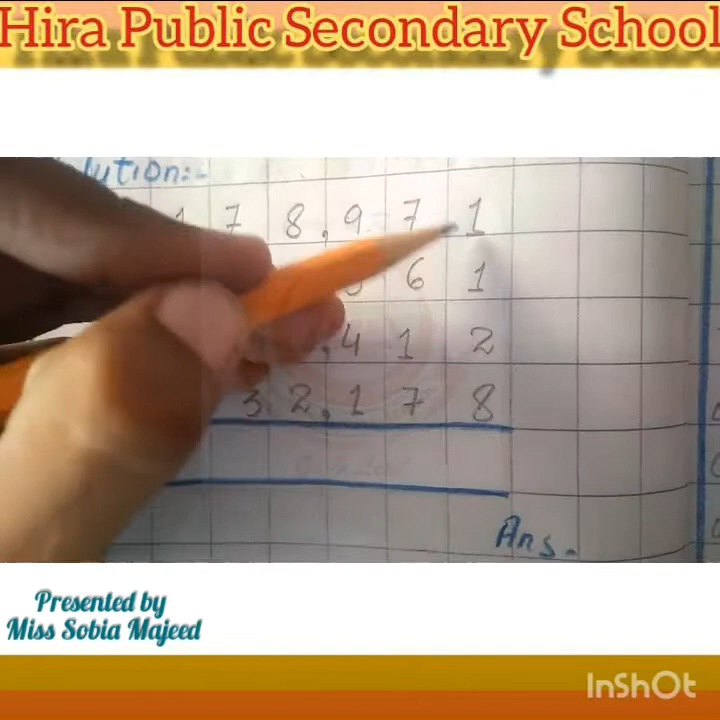 Hira Public Secondary School
lution:-
1 7 8,9 7 1
6 1
,4 1 2
3 2,1 7 8
Ans.
Presented by
Miss Sobia Majeed
InShOt